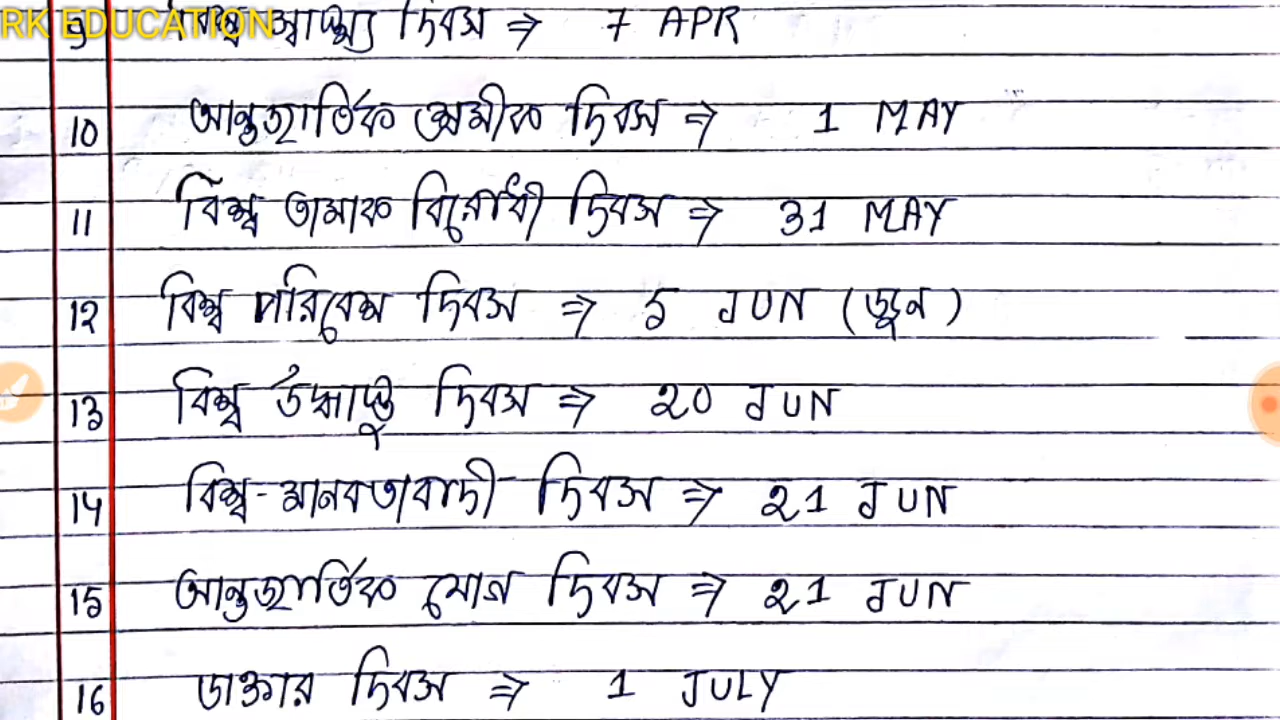 RK EDUCATION
9 বিশ্ব স্বাস্থ্য দিবস ⇒ 7 APR
10 আন্তর্জার্তিক শ্রমীক দিবস ⇒ 1 MAY
11 বিশ্ব তামাক বিরোধী দিবস ⇒ 31 MAY
12 বিশ্ব পরিবেশ দিবস ⇒ 5 JUN (জুন)
13 বিশ্ব উদ্বাস্তু দিবস ⇒ 20 JUN
14 বিশ্ব-মানবতাবাদী দিবস ⇒ 21 JUN
15 আন্তর্জার্তিক যোগ দিবস ⇒ 21 JUN
16 ডাক্তার দিবস ⇒ 1 JULY